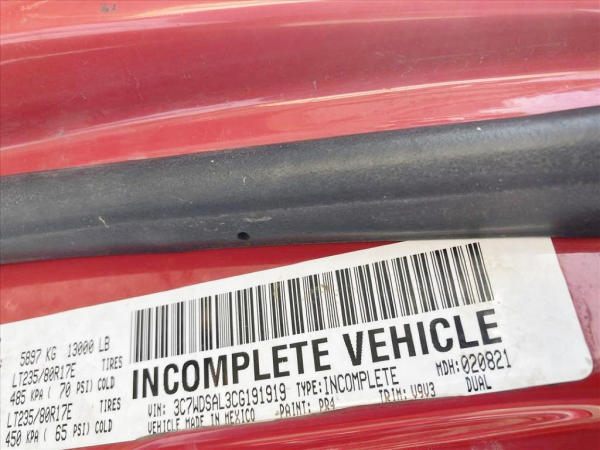 5897 KG 13000 LB
LT235/80R17E TIRES
485 KPA ( 70 PSI) COLD
LT235/80R17E TIRES
450 KPA ( 65 PSI) COLD
INCOMPLETE VEHICLE
VIN: 3C7WDSAL3CG191919 TYPE:INCOMPLETE MDH:020821
VEHICLE MADE IN MEXICO PAINT: PR4 TRIM: V9V3 DUAL